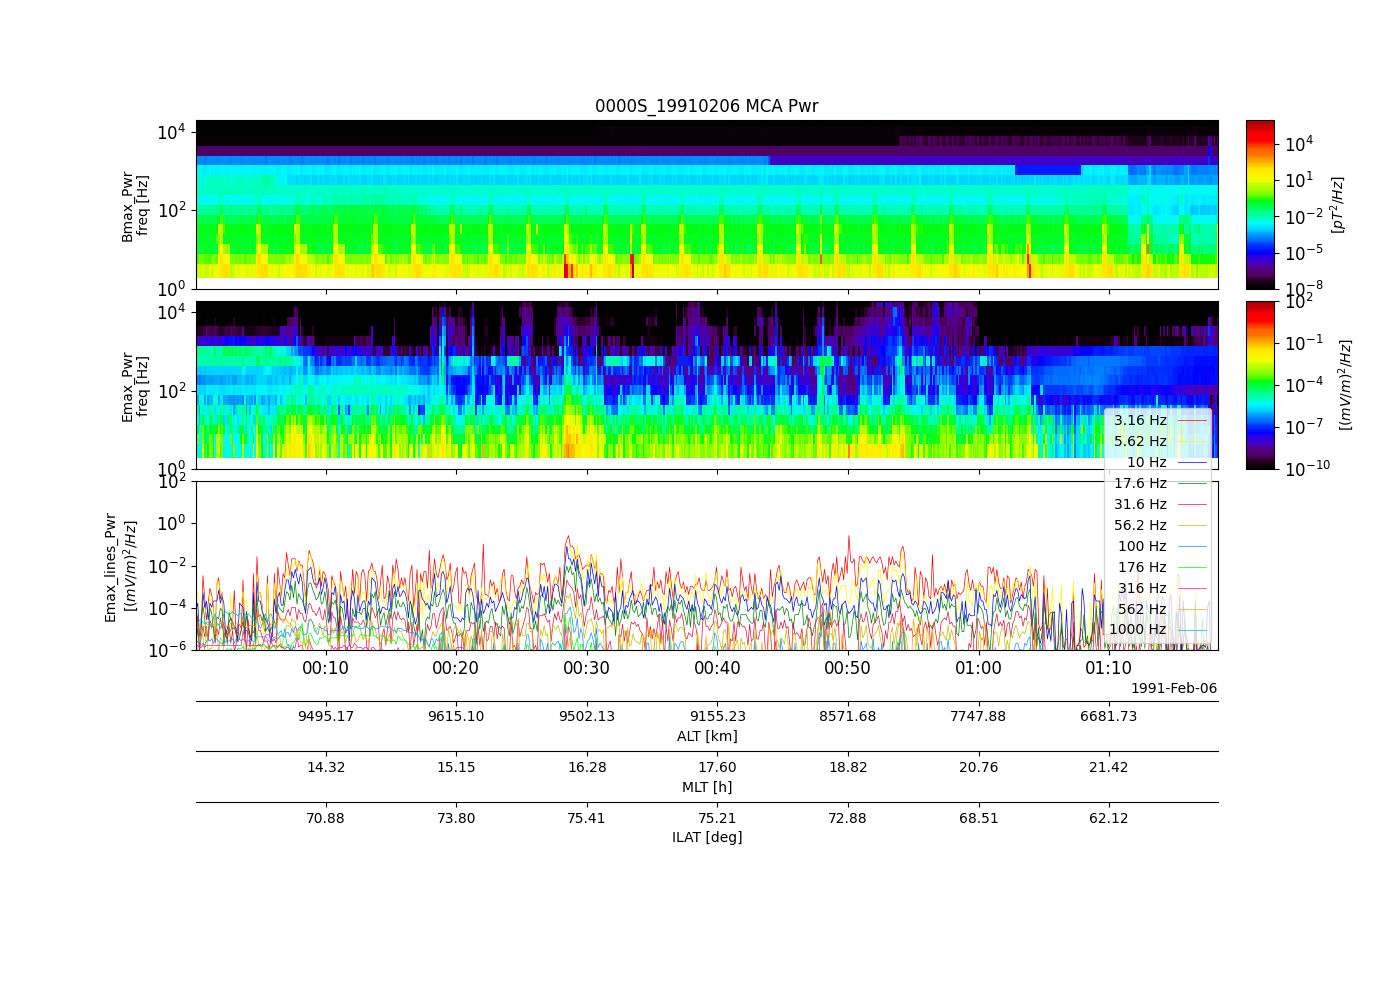 0000S_19910206 MCA Pwr
Bmax_Pwr
freq [Hz]
10^4
10^2
10^0
10^4
10^1
10^-2
10^-5
10^-8
[pT^2/Hz]
Emax_Pwr
freq [Hz]
10^4
10^2
10^0
10^2
10^-1
10^-4
10^-7
10^-10
[(mV/m)^2/Hz]
Emax_lines_Pwr
[(mV/m)^2/Hz]
10^2
10^0
10^-2
10^-4
10^-6
3.16 Hz
5.62 Hz
10 Hz
17.6 Hz
31.6 Hz
56.2 Hz
100 Hz
176 Hz
316 Hz
562 Hz
1000 Hz
00:10 00:20 00:30 00:40 00:50 01:00 01:10
1991-Feb-06
9495.17 9615.10 9502.13 9155.23 8571.68 7747.88 6681.73
ALT [km]
14.32 15.15 16.28 17.60 18.82 20.76 21.42
MLT [h]
70.88 73.80 75.41 75.21 72.88 68.51 62.12
ILAT [deg]